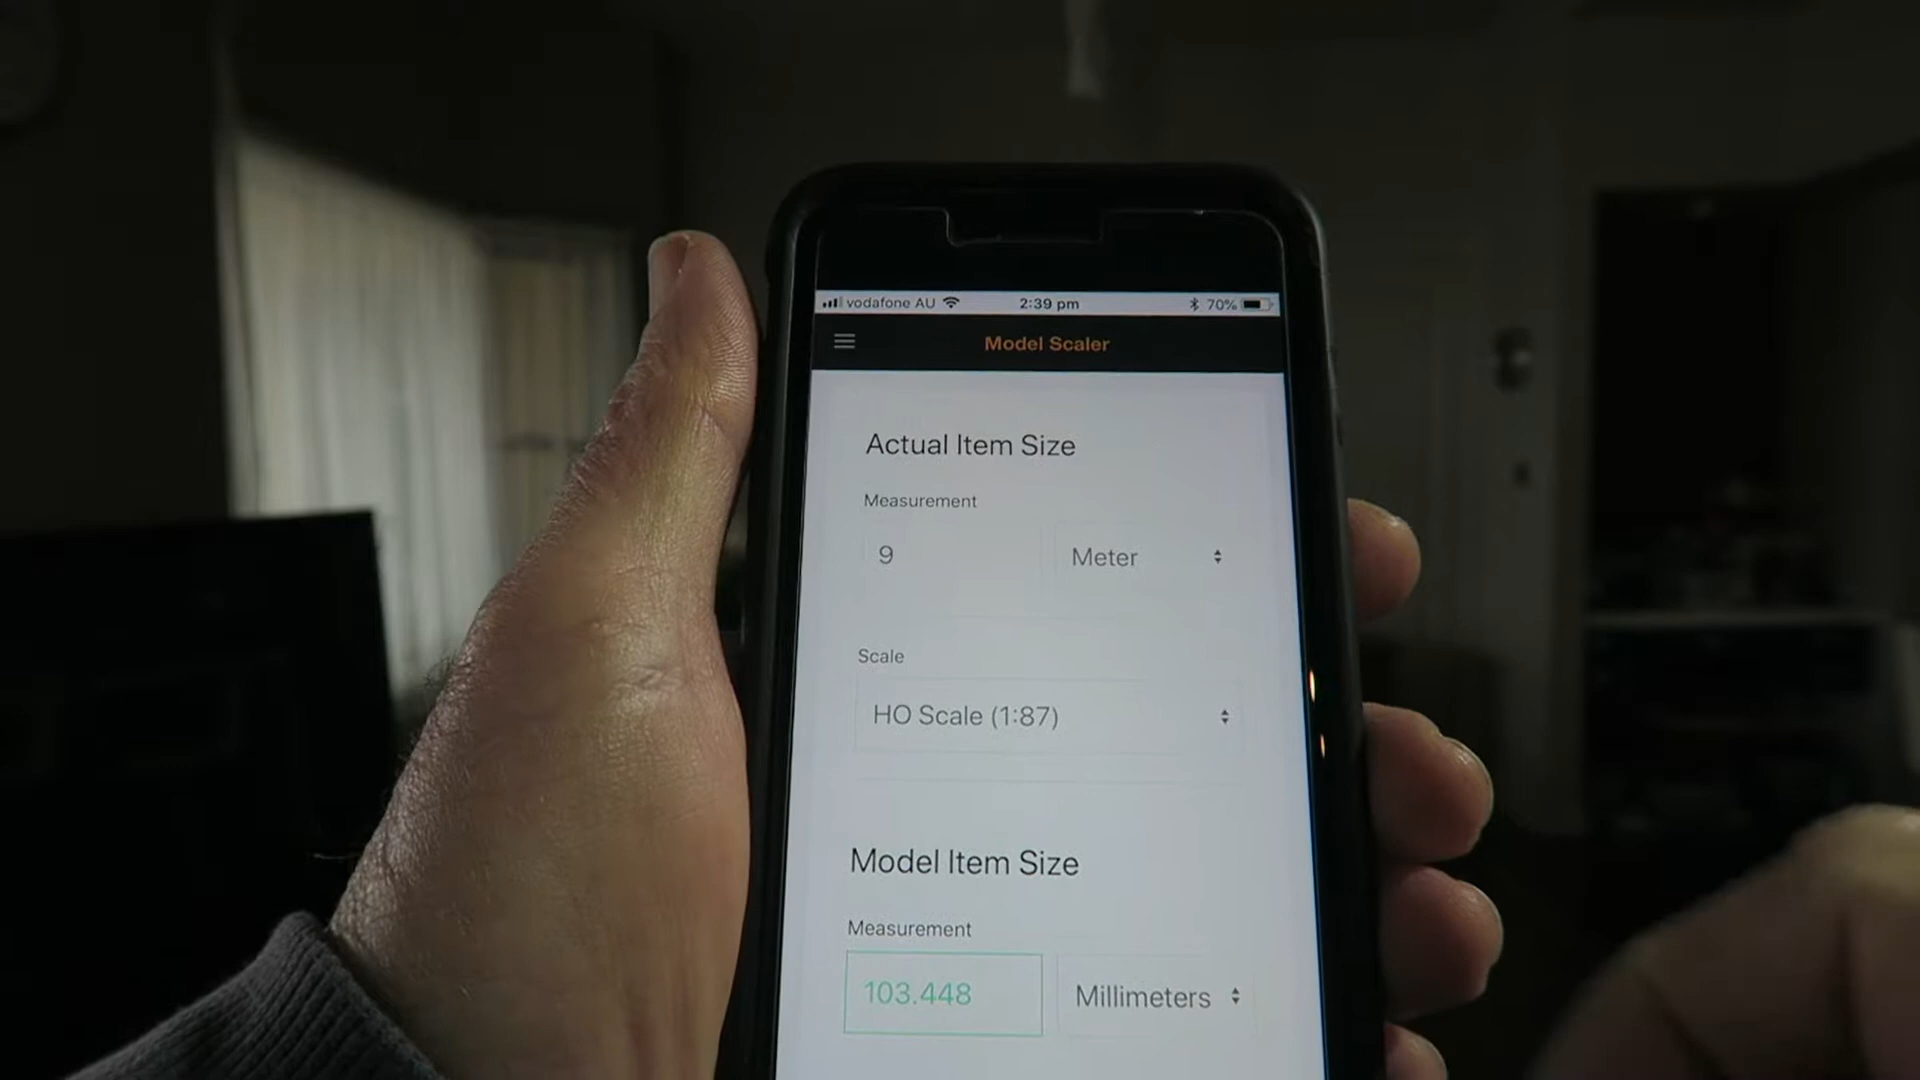 vodafone AU 2:39 pm 70%
Model Scaler
Actual Item Size
Measurement
9 Meter
Scale
HO Scale (1:87)
Model Item Size
Measurement
103.448 Millimeters